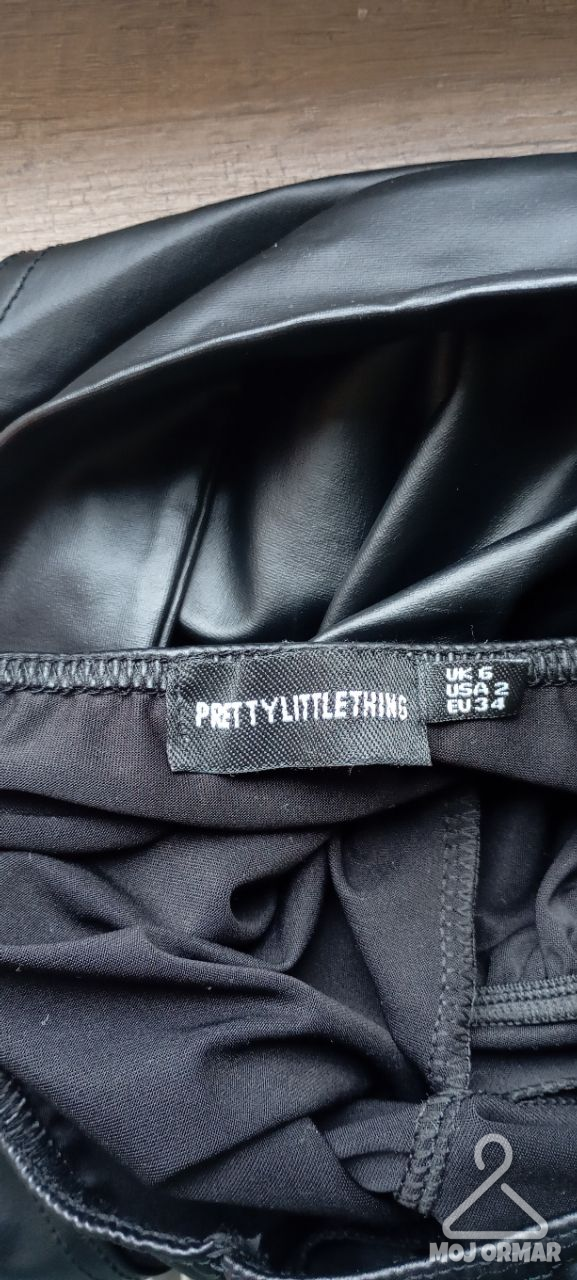 PRETTYLITTLETHING
UK 6
USA 2
EU 34
MOJ ORMAR